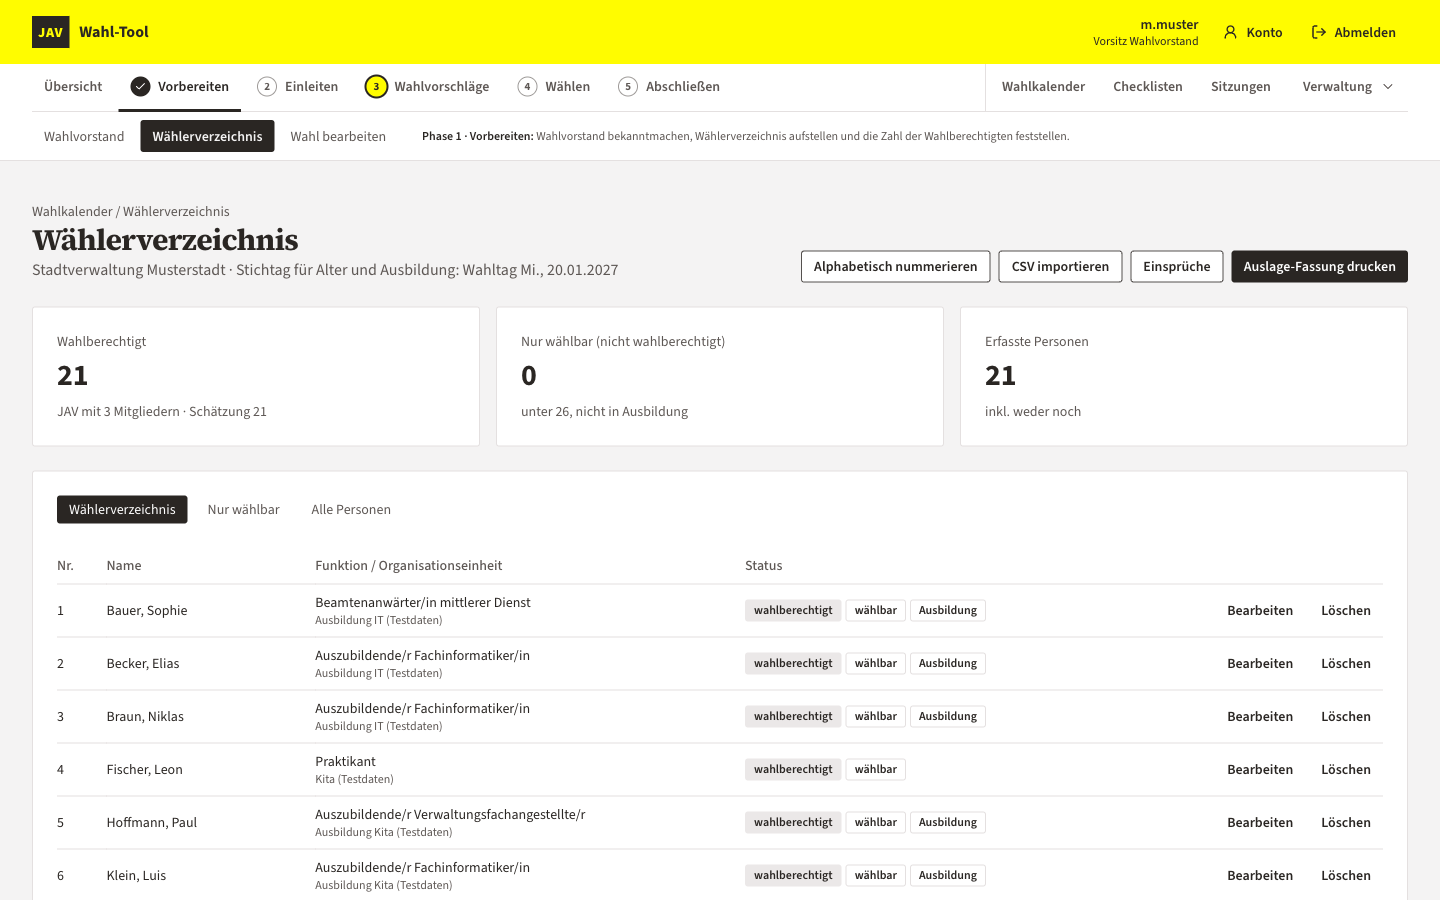 JAV Wahl-Tool
m.muster
Vorsitz Wahlvorstand
Konto
Abmelden
Übersicht
Vorbereiten
2 Einleiten
3 Wahlvorschläge
4 Wählen
5 Abschließen
Wahlkalender
Checklisten
Sitzungen
Verwaltung
Wahlvorstand
Wählerverzeichnis
Wahl bearbeiten
Phase 1 · Vorbereiten: Wahlvorstand bekanntmachen, Wählerverzeichnis aufstellen und die Zahl der Wahlberechtigten feststellen.
Wahlkalender / Wählerverzeichnis
Wählerverzeichnis
Stadtverwaltung Musterstadt · Stichtag für Alter und Ausbildung: Wahltag Mi., 20.01.2027
Alphabetisch nummerieren
CSV importieren
Einsprüche
Auslage-Fassung drucken
Wahlberechtigt
21
JAV mit 3 Mitgliedern · Schätzung 21
Nur wählbar (nicht wahlberechtigt)
0
unter 26, nicht in Ausbildung
Erfasste Personen
21
inkl. weder noch
Wählerverzeichnis
Nur wählbar
Alle Personen
Nr. Name Funktion / Organisationseinheit Status
1 Bauer, Sophie Beamtenanwärter/in mittlerer Dienst wahlberechtigt wählbar Ausbildung Bearbeiten Löschen
Ausbildung IT (Testdaten)
2 Becker, Elias Auszubildende/r Fachinformatiker/in wahlberechtigt wählbar Ausbildung Bearbeiten Löschen
Ausbildung IT (Testdaten)
3 Braun, Niklas Auszubildende/r Fachinformatiker/in wahlberechtigt wählbar Ausbildung Bearbeiten Löschen
Ausbildung IT (Testdaten)
4 Fischer, Leon Praktikant wahlberechtigt wählbar Bearbeiten Löschen
Kita (Testdaten)
5 Hoffmann, Paul Auszubildende/r Verwaltungsfachangestellte/r wahlberechtigt wählbar Ausbildung Bearbeiten Löschen
Ausbildung Kita (Testdaten)
6 Klein, Luis Auszubildende/r Fachinformatiker/in wahlberechtigt wählbar Ausbildung Bearbeiten Löschen
Ausbildung Kita (Testdaten)